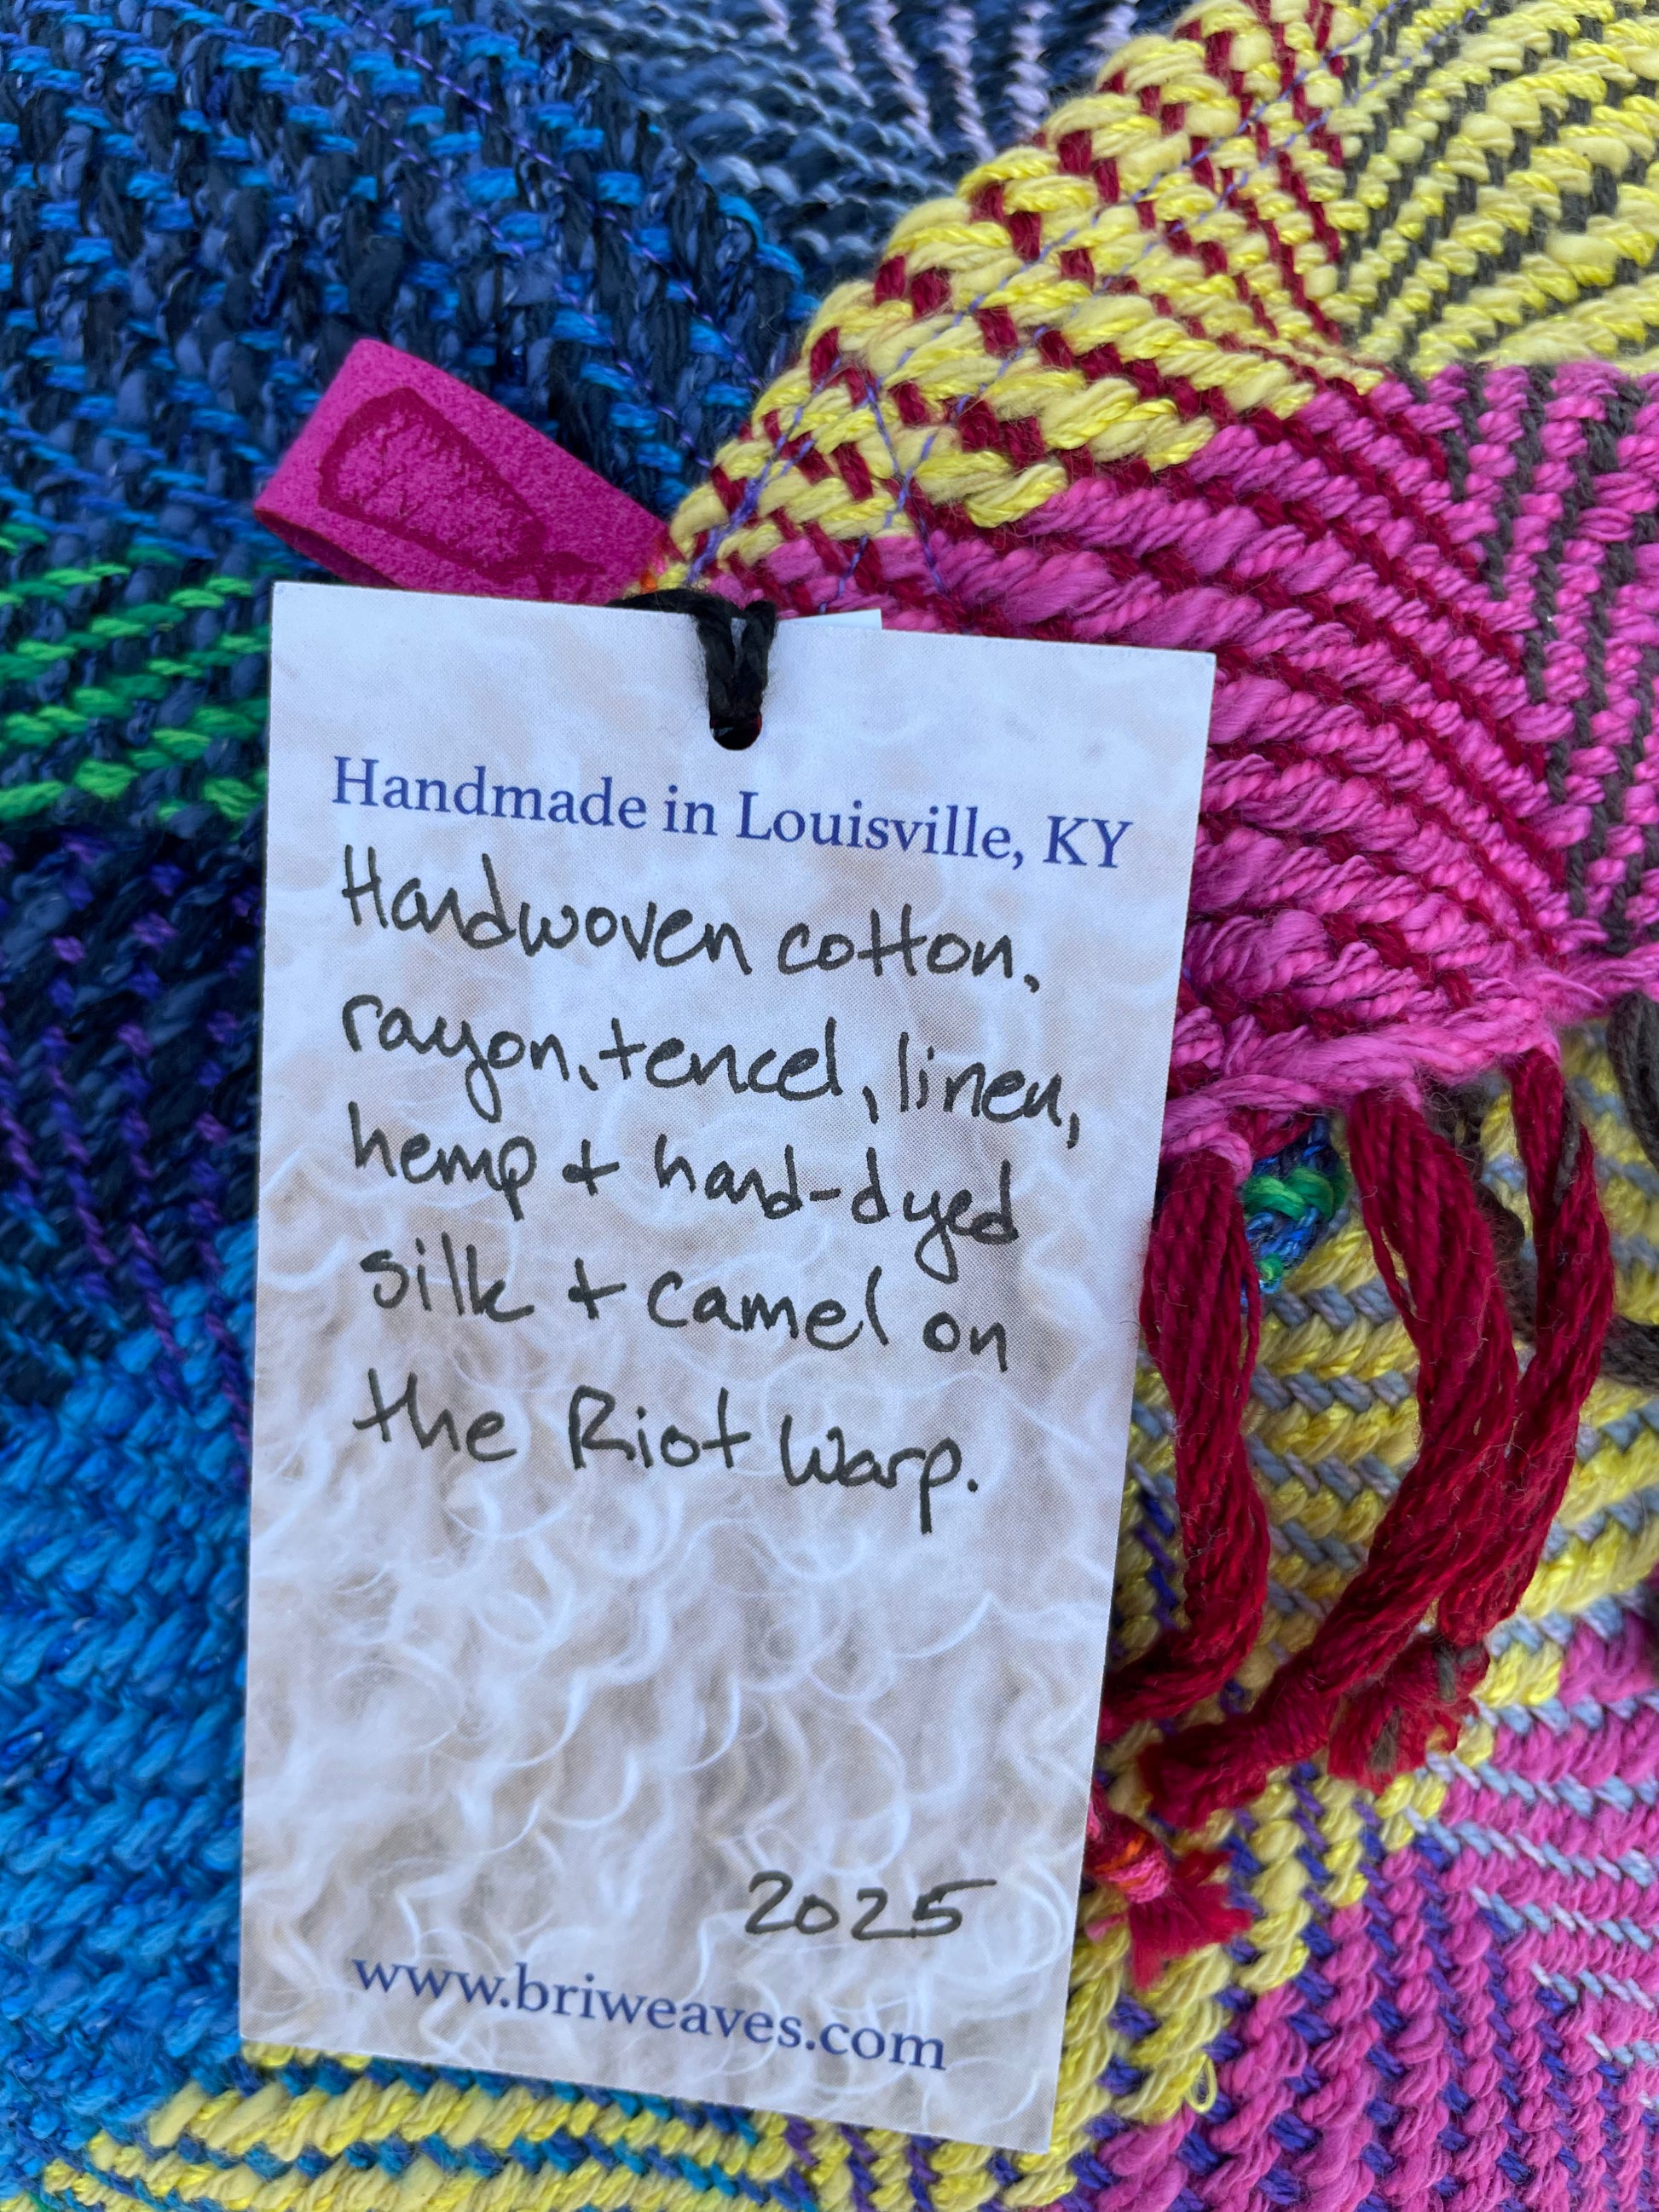 Handmade in Louisville, KY
Handwoven cotton,
rayon, tencel, linen,
hemp + hand-dyed
silk + camel on
the Riot Warp.
2025
www.briweaves.com